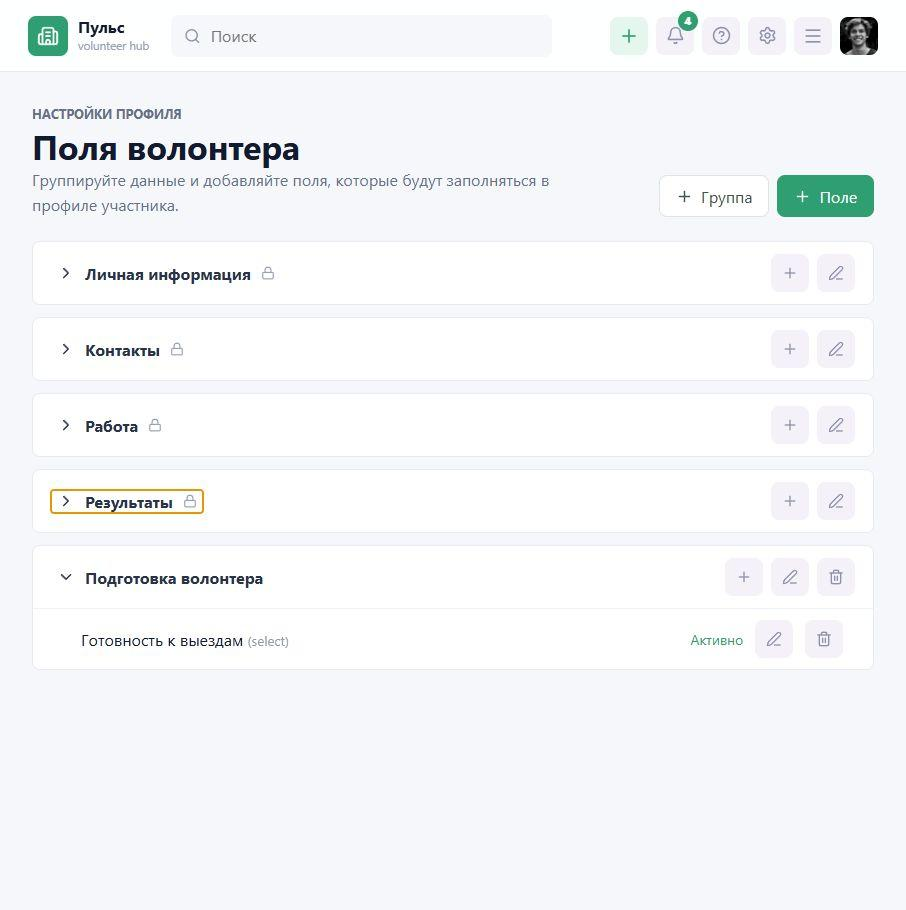 Пульс
volunteer hub
Поиск
4
НАСТРОЙКИ ПРОФИЛЯ
Поля волонтера
Группируйте данные и добавляйте поля, которые будут заполняться в
профиле участника.
Группа
Поле
Личная информация
Контакты
Работа
Результаты
Подготовка волонтера
Готовность к выездам (select)
Активно